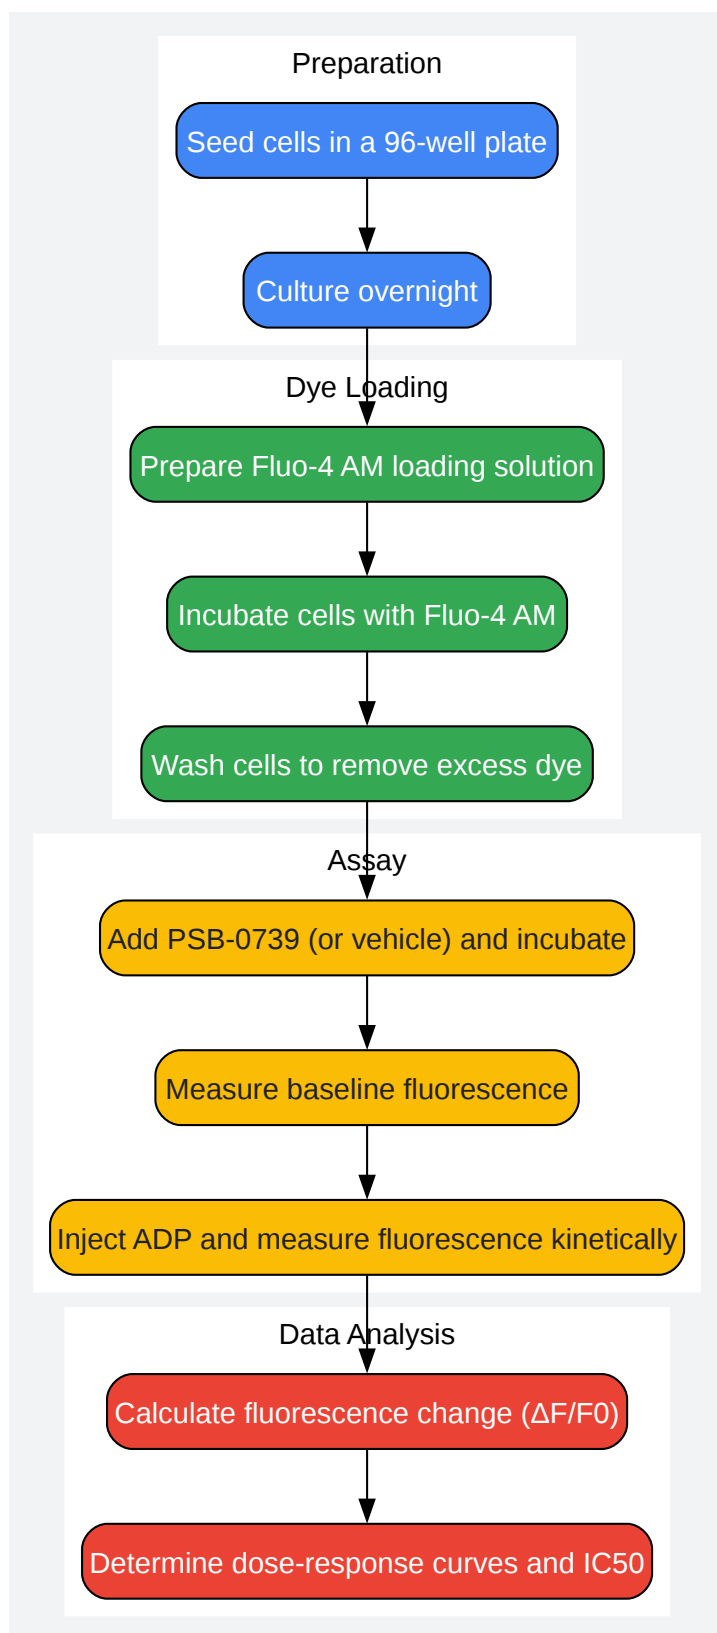 Preparation
Seed cells in a 96-well plate
Culture overnight
Dye Loading
Prepare Fluo-4 AM loading solution
Incubate cells with Fluo-4 AM
Wash cells to remove excess dye
Assay
Add PSB-0739 (or vehicle) and incubate
Measure baseline fluorescence
Inject ADP and measure fluorescence kinetically
Data Analysis
Calculate fluorescence change (ΔF/F0)
Determine dose-response curves and IC50